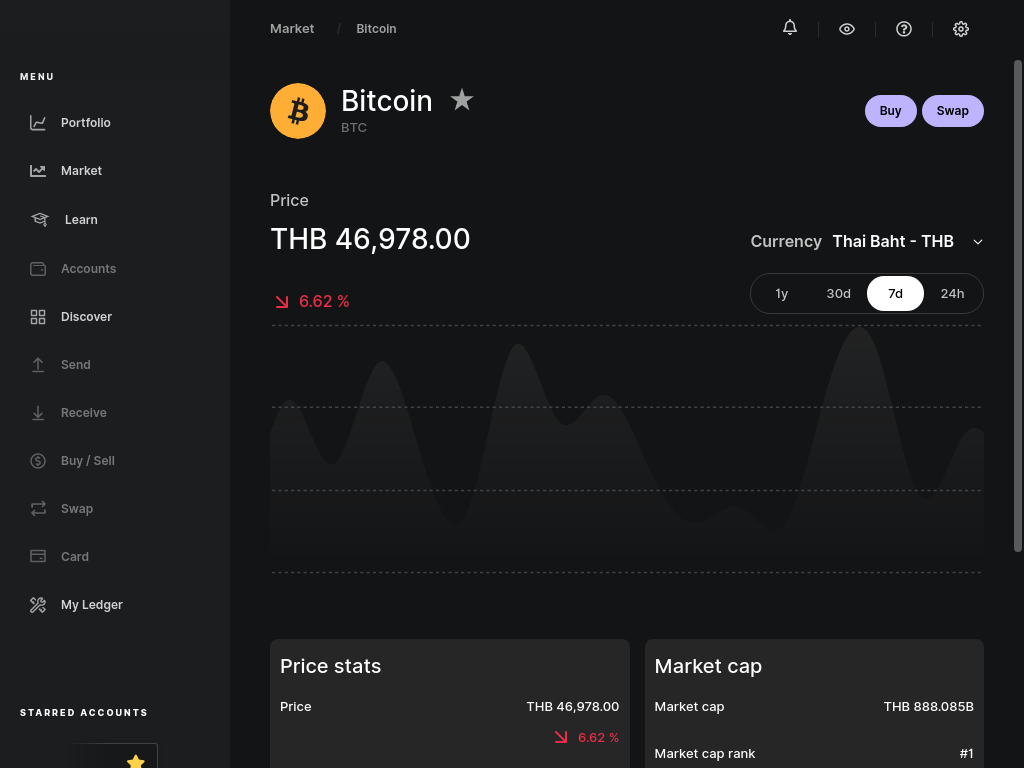 Market / Bitcoin
MENU
Portfolio
Market
Learn
Accounts
Discover
Send
Receive
Buy / Sell
Swap
Card
My Ledger
STARRED ACCOUNTS
Bitcoin
BTC
Buy
Swap
Price
THB 46,978.00
Currency Thai Baht - THB
6.62 %
1y 30d 7d 24h
Price stats
Price THB 46,978.00
6.62 %
Market cap
Market cap THB 888.085B
Market cap rank #1